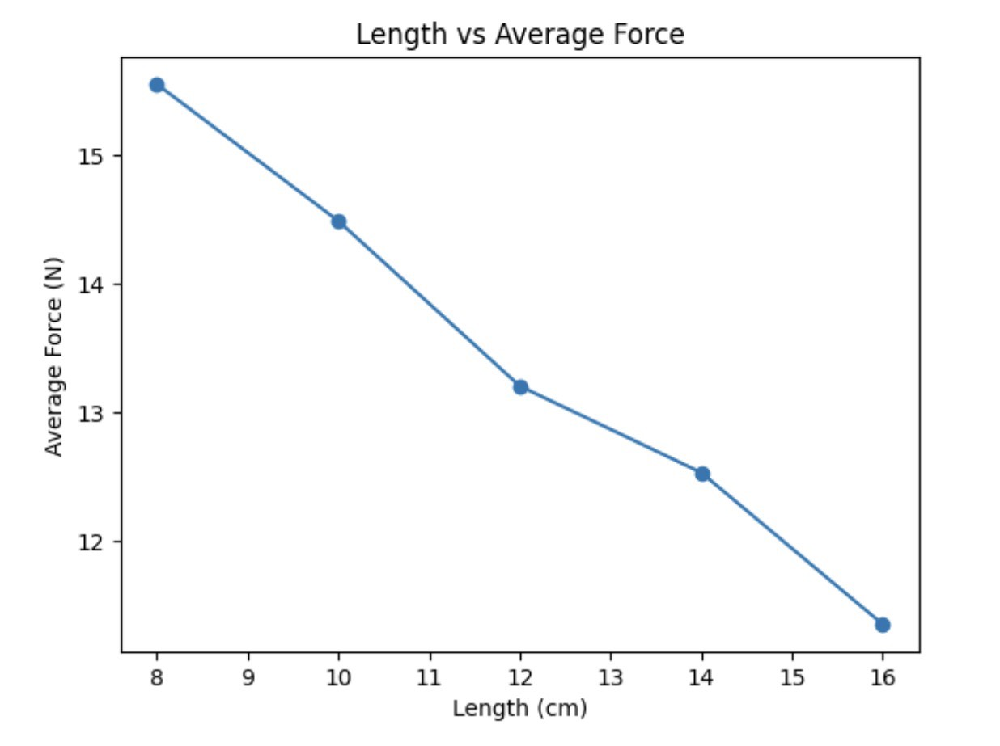 Length vs Average Force
15
14
13
12
Average Force (N)
8 9 10 11 12 13 14 15 16
Length (cm)